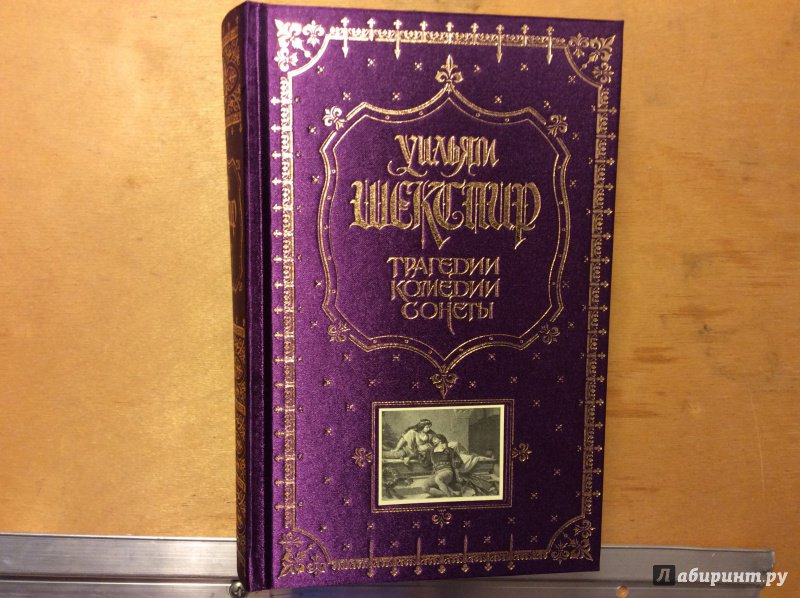 Уильям
ШЕКСПИР
ТРАГЕДИИ
КОМЕДИИ
СОНЕТЫ
Лабиринт.ру